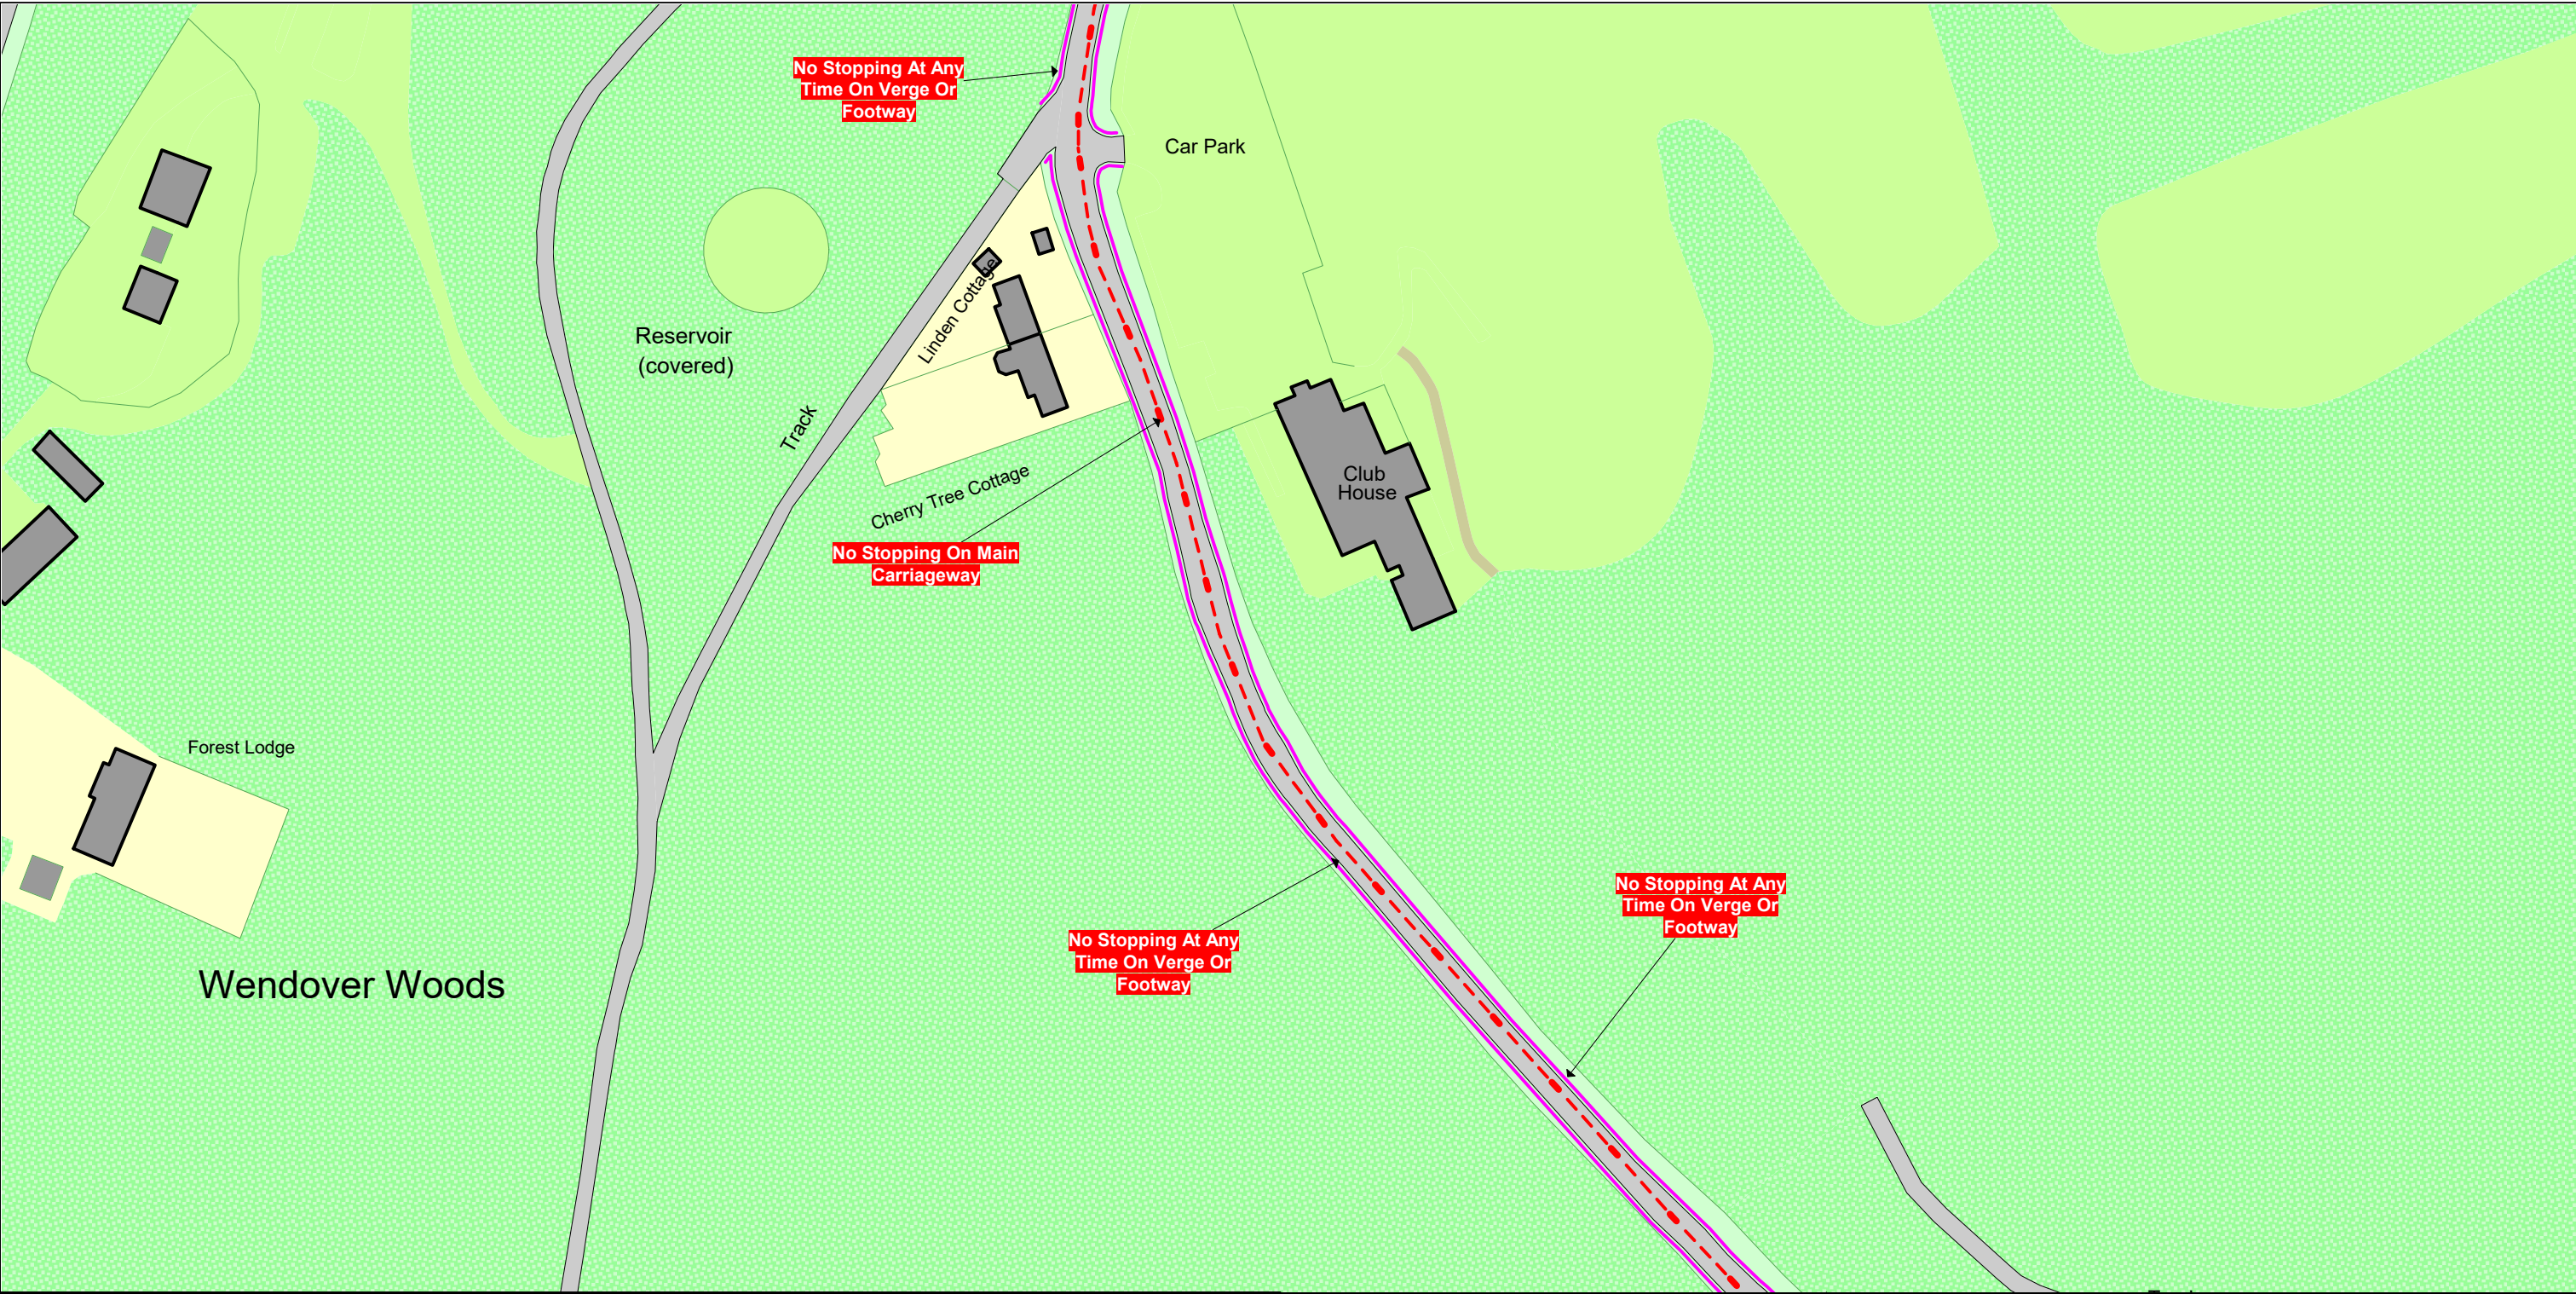 No Stopping At Any
Time On Verge Or
Footway
Car Park
Reservoir
(covered)
Linden Cottage
Track
Cherry Tree Cottage
Club
House
No Stopping On Main
Carriageway
Forest Lodge
No Stopping At Any
Time On Verge Or
Footway
No Stopping At Any
Time On Verge Or
Footway
Wendover Woods